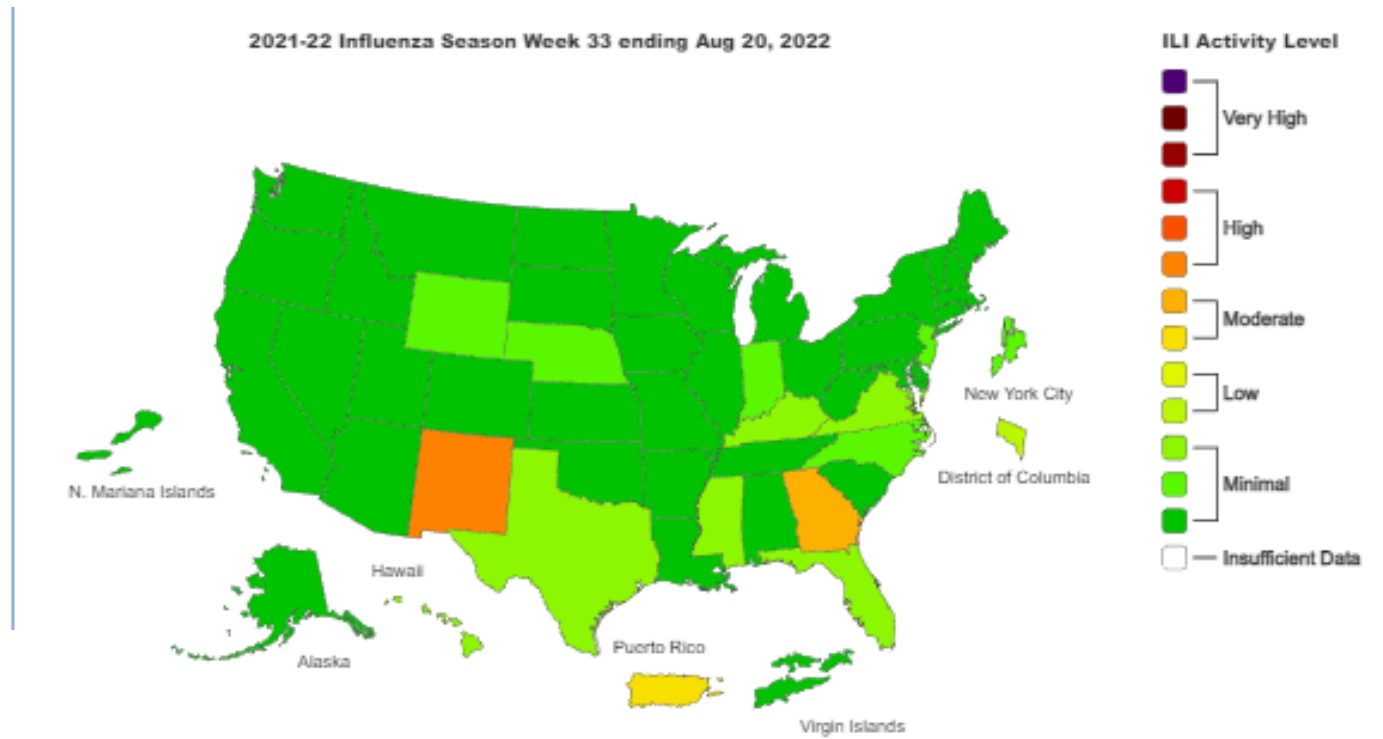 2021-22 Influenza Season Week 33 ending Aug 20, 2022
ILI Activity Level
Very High
High
Moderate
Low
Minimal
Insufficient Data
New York City
District of Columbia
N. Mariana Islands
Hawaii
Alaska
Puerto Rico
Virgin Islands